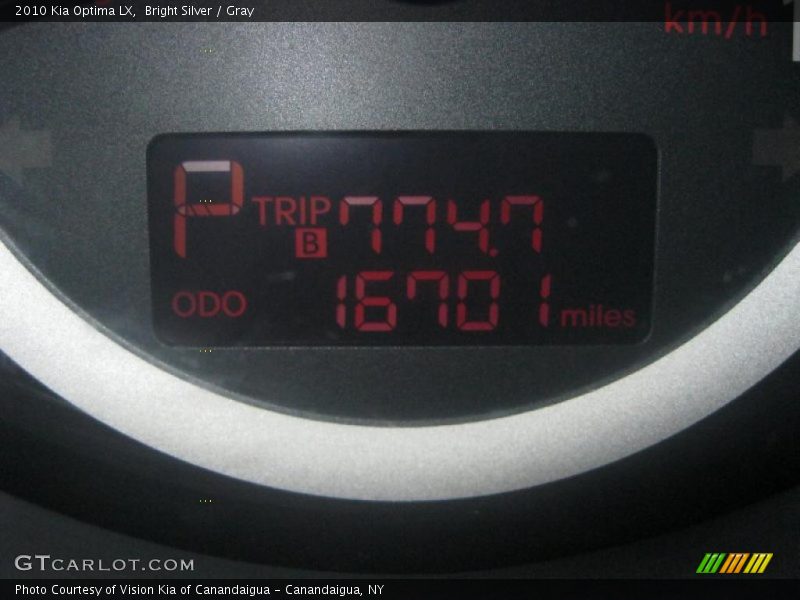 2010 Kia Optima LX, Bright Silver / Gray
km/h
P TRIP B 774.7
ODO 16701 miles
GTCARLOT.COM
Photo Courtesy of Vision Kia of Canandaigua - Canandaigua, NY